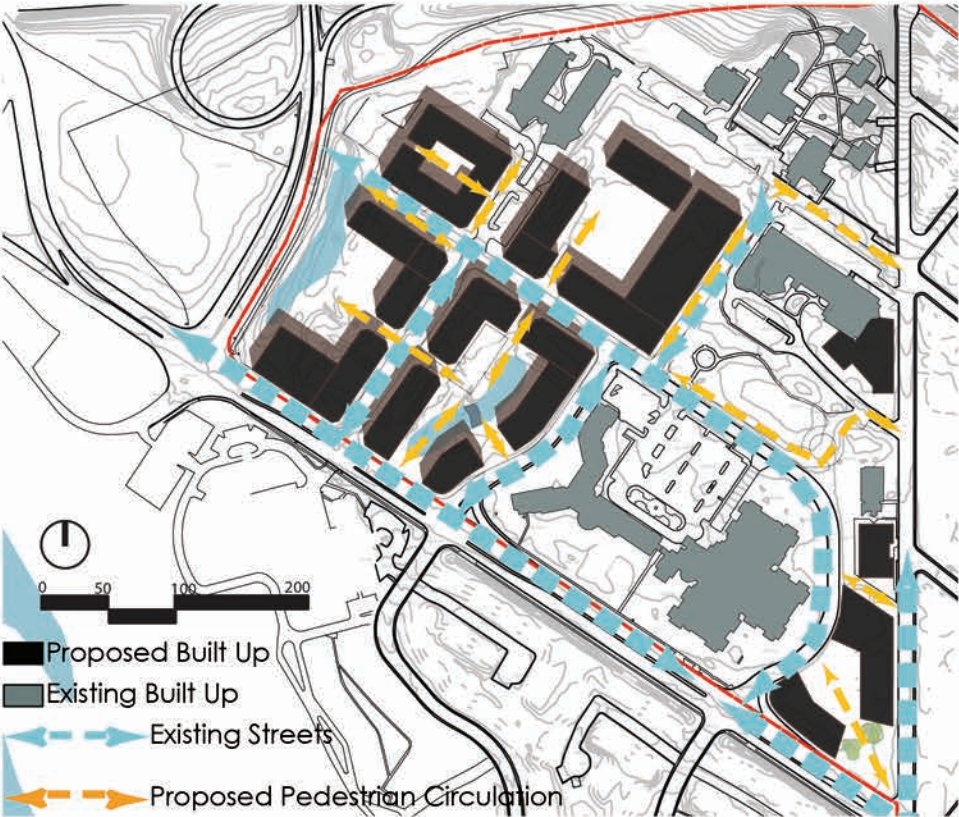 0 50 100 200
Proposed Built Up
Existing Built Up
Existing Streets
Proposed Pedestrian Circulation